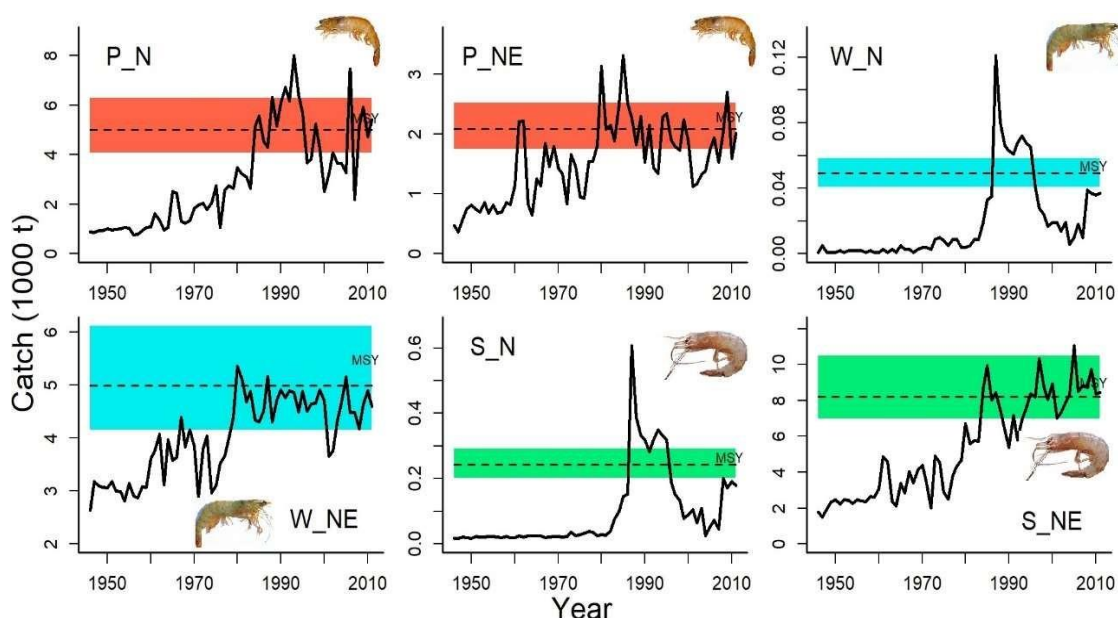 Catch (1000 t)
P_N
MSY
0 2 4 6 8
1950 1970 1990 2010
P_NE
MSY
0 1 2 3
1950 1970 1990 2010
W_N
MSY
0.00 0.04 0.08 0.12
1950 1970 1990 2010
W_NE
MSY
2 3 4 5 6
1950 1970 1990 2010
S_N
MSY
0.0 0.2 0.4 0.6
1950 1970 1990 2010
S_NE
MSY
0 2 4 6 8 10
1950 1970 1990 2010
Year